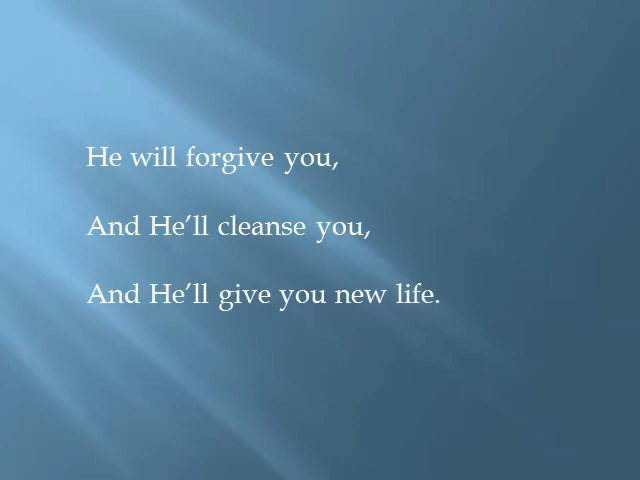 He will forgive you,
And He’ll cleanse you,
And He’ll give you new life.